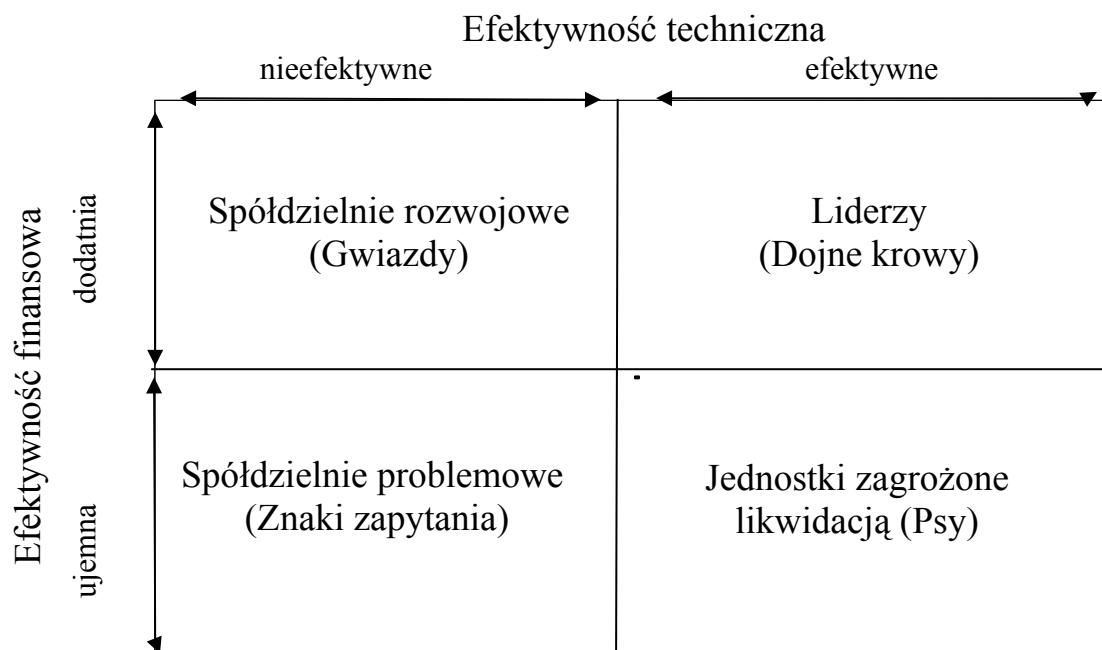 Efektywność techniczna
nieefektywne
efektywne
Efektywność finansowa
dodatnia
Spółdzielnie rozwojowe
(Gwiazdy)
Liderzy
(Dojne krowy)
ujemna
Spółdzielnie problemowe
(Znaki zapytania)
Jednostki zagrożone
likwidacją (Psy)